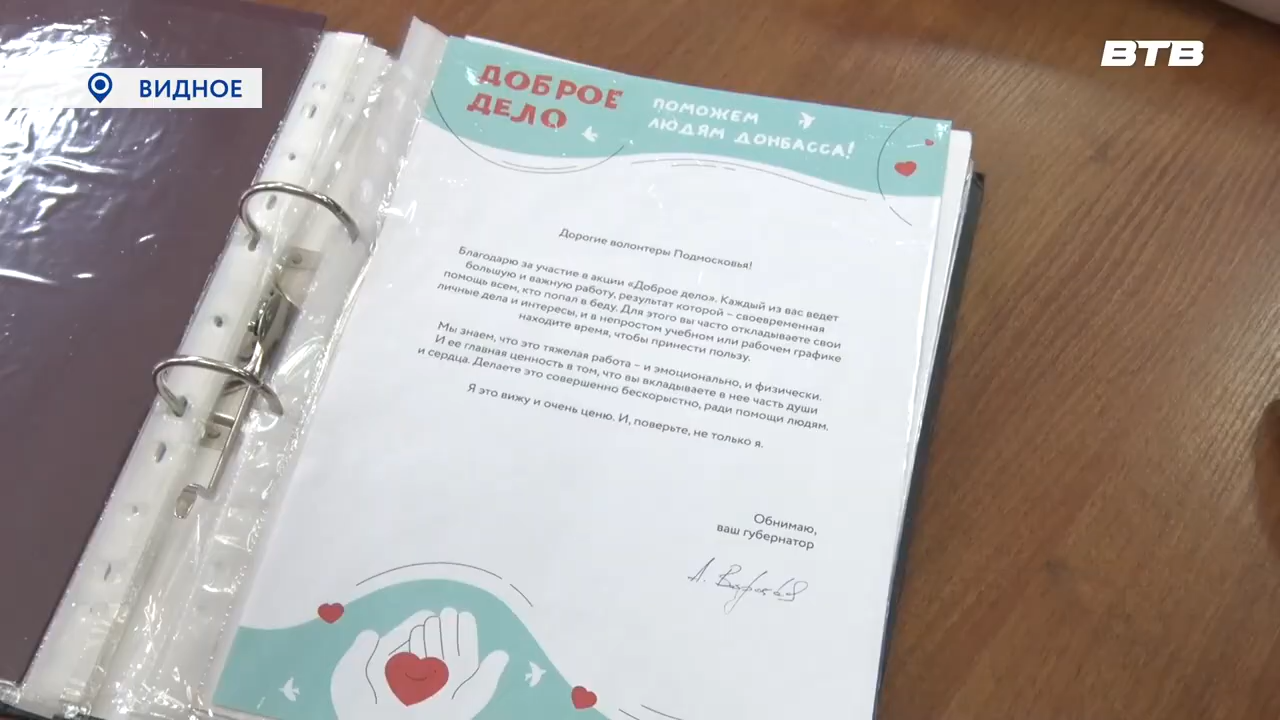 ВТВ
ВИДНОЕ
ДОБРОЕ
ДЕЛО
ПОМОЖЕМ
ЛЮДЯМ ДОНБАССА!
Дорогие волонтеры Подмосковья!
Благодарю за участие в акции «Доброе дело». Каждый из вас ведет
большую и важную работу, результат которой – своевременная
помощь всем, кто попал в беду. Для этого вы часто откладываете свои
личные дела и интересы, и в непростом учебном или рабочем графике
находите время, чтобы принести пользу.
Мы знаем, что это тяжелая работа – и эмоционально, и физически.
И ее главная ценность в том, что вы вкладываете в нее часть души
и сердца. Делаете это совершенно бескорыстно, ради помощи людям.
Я это вижу и очень ценю. И, поверьте, не только я.
Обнимаю,
ваш губернатор